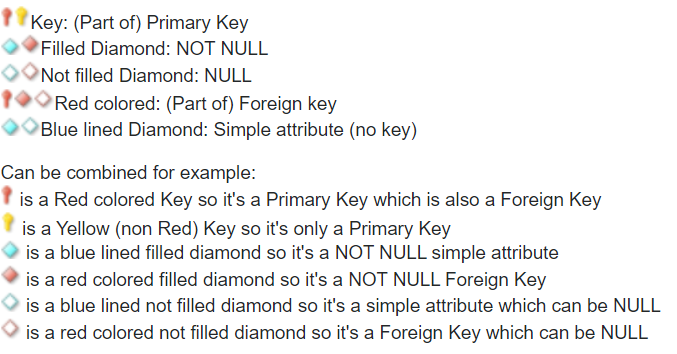 Key: (Part of) Primary Key
Filled Diamond: NOT NULL
Not filled Diamond: NULL
Red colored: (Part of) Foreign key
Blue lined Diamond: Simple attribute (no key)
Can be combined for example:
is a Red colored Key so it's a Primary Key which is also a Foreign Key
is a Yellow (non Red) Key so it's only a Primary Key
is a blue lined filled diamond so it's a NOT NULL simple attribute
is a red colored filled diamond so it's a NOT NULL Foreign Key
is a blue lined not filled diamond so it's a simple attribute which can be NULL
is a red colored not filled diamond so it's a Foreign Key which can be NULL